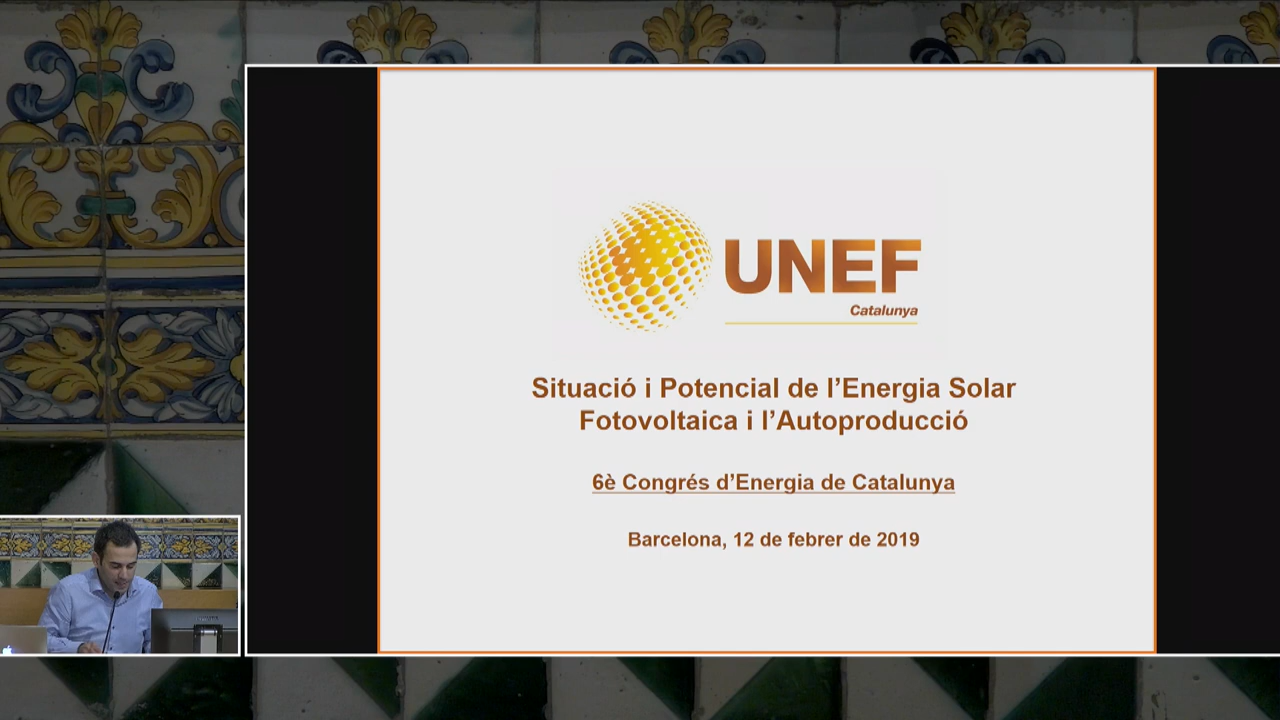 UNEF
Catalunya
Situació i Potencial de l’Energia Solar
Fotovoltaica i l’Autoproducció
6è Congrés d’Energia de Catalunya
Barcelona, 12 de febrer de 2019